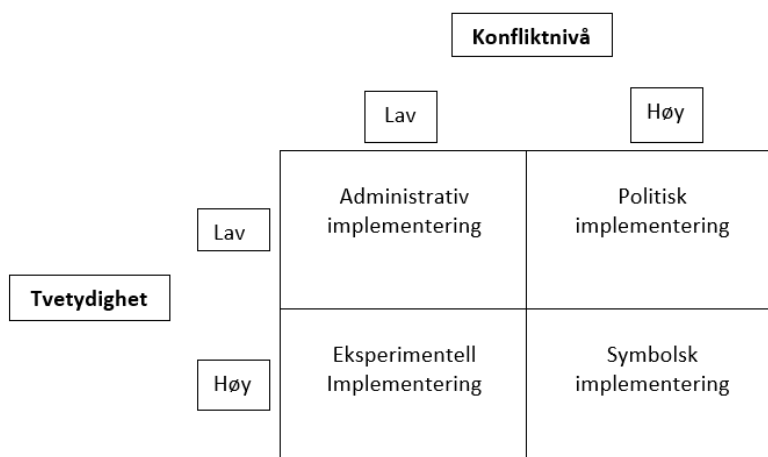 Konfliktnivå
Lav
Høy
Administrativ
implementering
Politisk
implementering
Lav
Tvetydighet
Eksperimentell
Implementering
Symbolsk
implementering
Høy